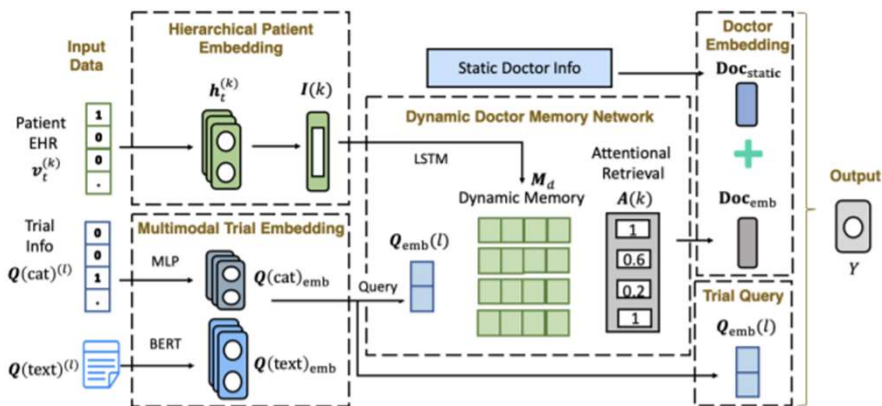 Input
Data
Patient
EHR
v_t^(k)
1
0
0
.
Trial
Info
Q(cat)^(l)
0
0
1
.
Q(text)^(l)
Hierarchical Patient
Embedding
h_t^(k)
I(k)
Multimodal Trial Embedding
MLP
Q(cat)_emb
BERT
Q(text)_emb
Query
Static Doctor Info
Dynamic Doctor Memory Network
LSTM
M_d
Dynamic Memory
Q_emb(l)
Attentional
Retrieval
A(k)
1
0.6
0.2
1
Doctor
Embedding
Doc_static
Doc_emb
Trial Query
Q_emb(l)
Output
Y